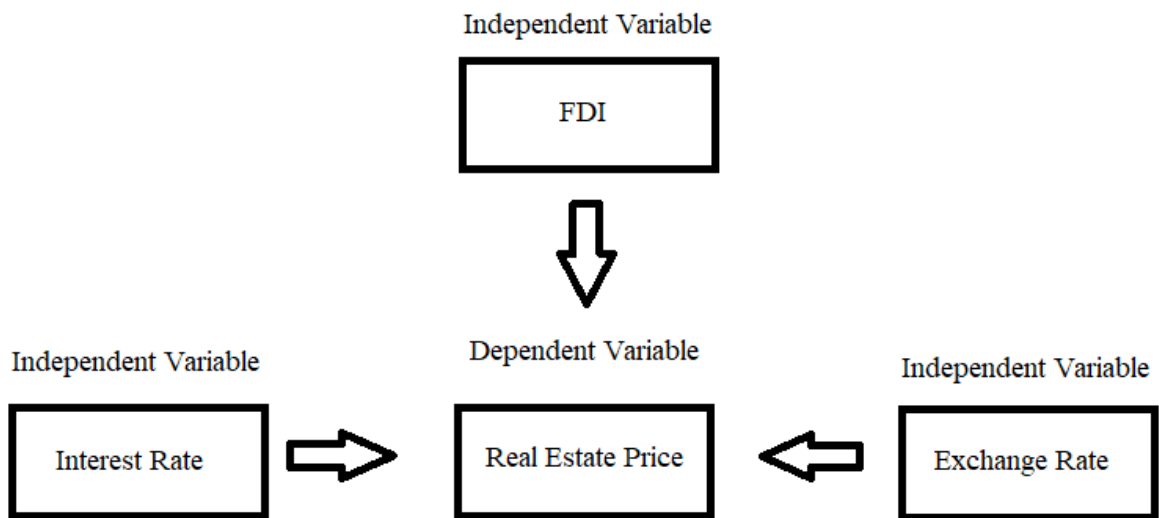 Independent Variable
FDI
Independent Variable
Dependent Variable
Independent Variable
Interest Rate
Real Estate Price
Exchange Rate